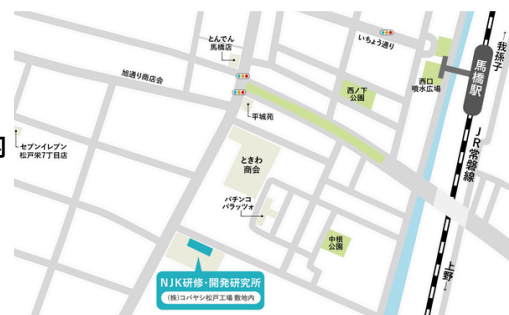 とんでん
馬橋店
いちょう通り
我孫子
旭通り商店会
西口
噴水広場
馬橋駅
西ノ下
公園
平城苑
セブンイレブン
松戸栄7丁目店
JR常磐線
ときわ
商会
パチンコ
パラッツォ
中根
公園
上野
NJK研修・開発研究所
(株)コバヤシ松戸工場 敷地内